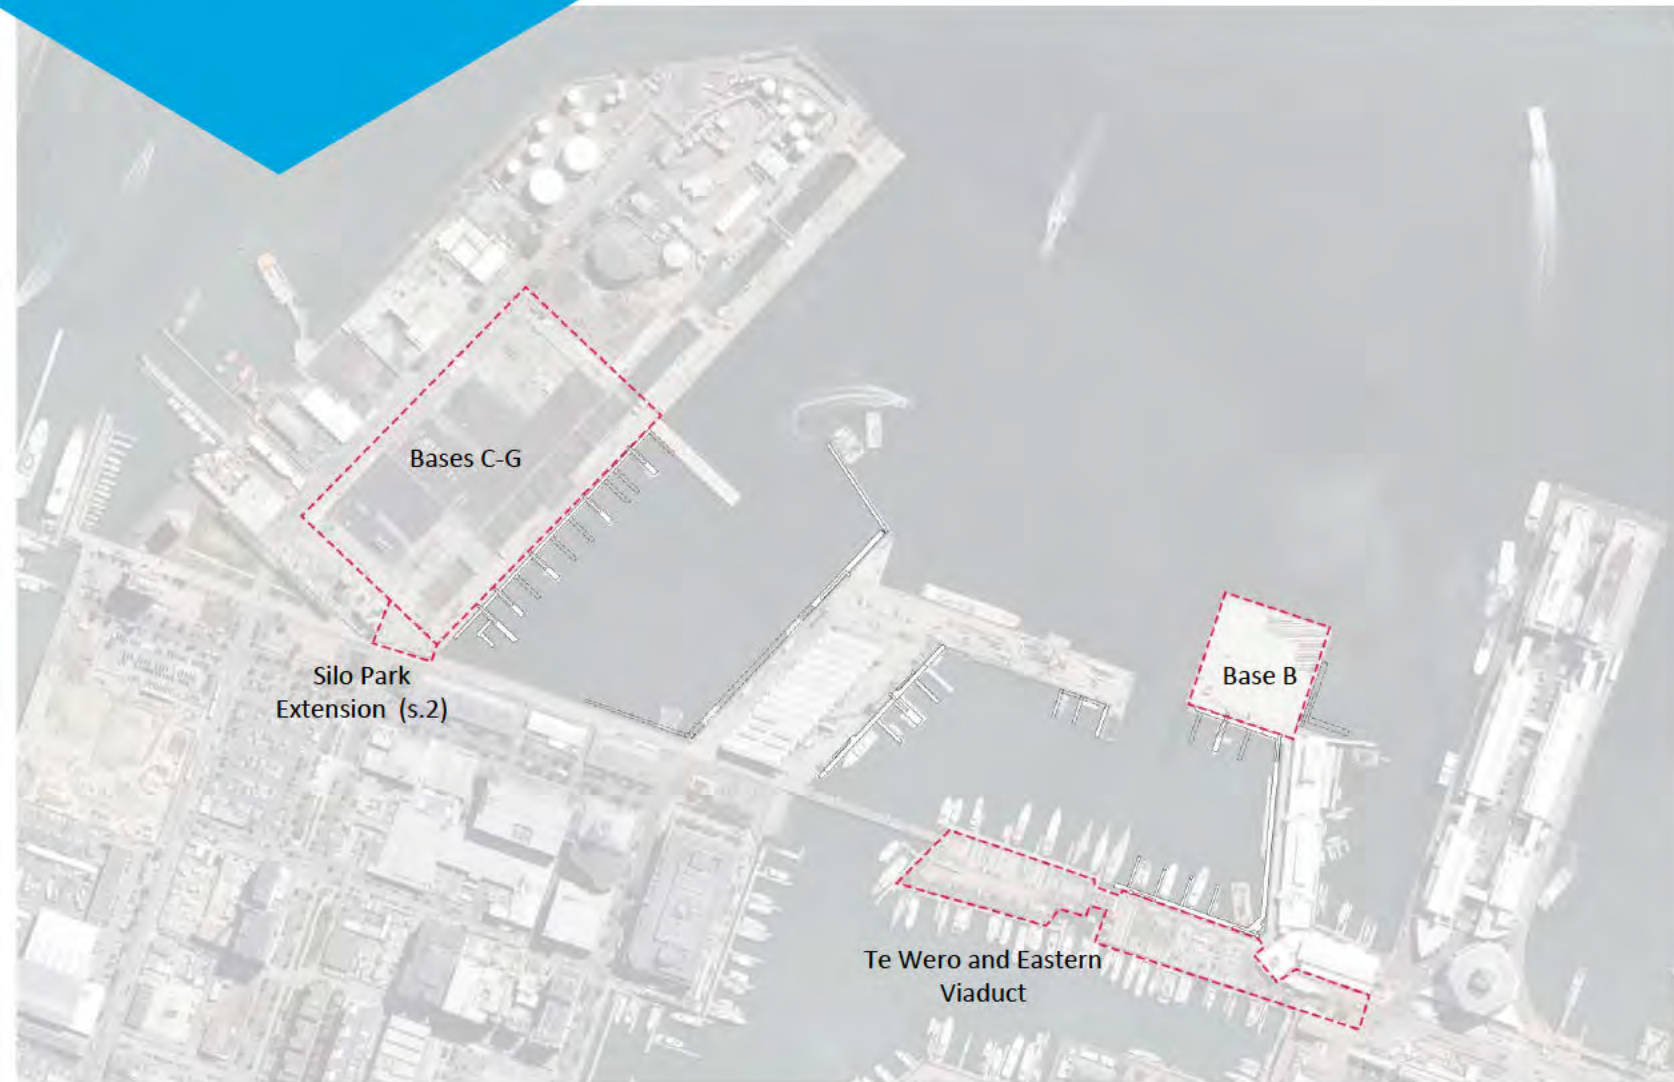 Bases C-G
Silo Park
Extension (s.2)
Base B
Te Wero and Eastern
Viaduct